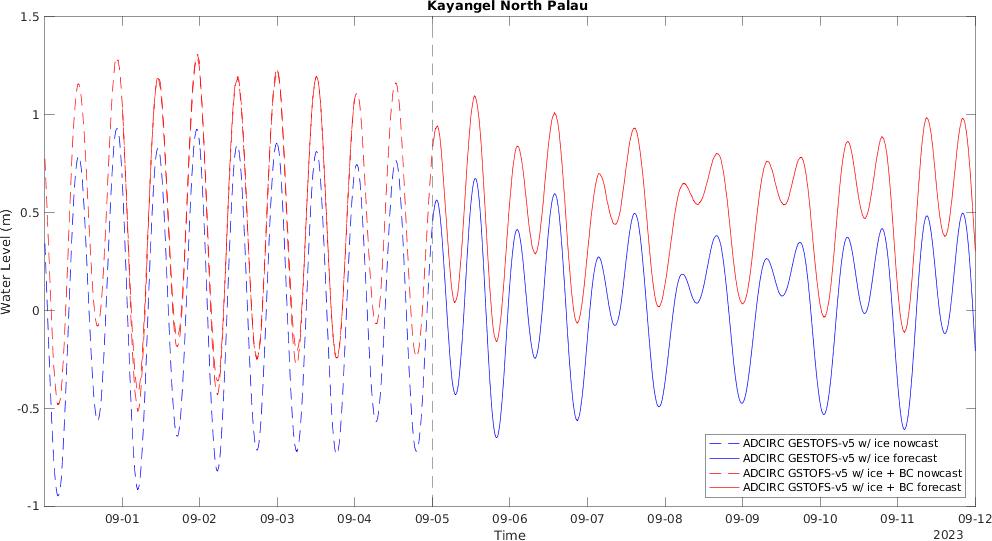 Kayangel North Palau
1.5
1
0.5
0
-0.5
-1
Water Level (m)
09-01 09-02 09-03 09-04 09-05 09-06 09-07 09-08 09-09 09-10 09-11 09-12
Time
2023
ADCIRC GESTOFS-v5 w/ ice nowcast
ADCIRC GESTOFS-v5 w/ ice forecast
ADCIRC GSTOFS-v5 w/ ice + BC nowcast
ADCIRC GSTOFS-v5 w/ ice + BC forecast